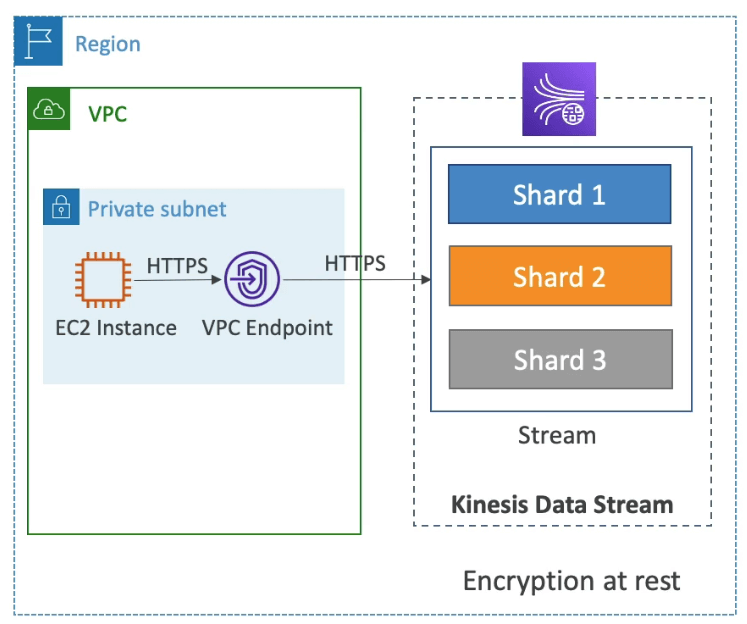 Region
VPC
Private subnet
HTTPS
HTTPS
EC2 Instance
VPC Endpoint
Shard 1
Shard 2
Shard 3
Stream
Kinesis Data Stream
Encryption at rest